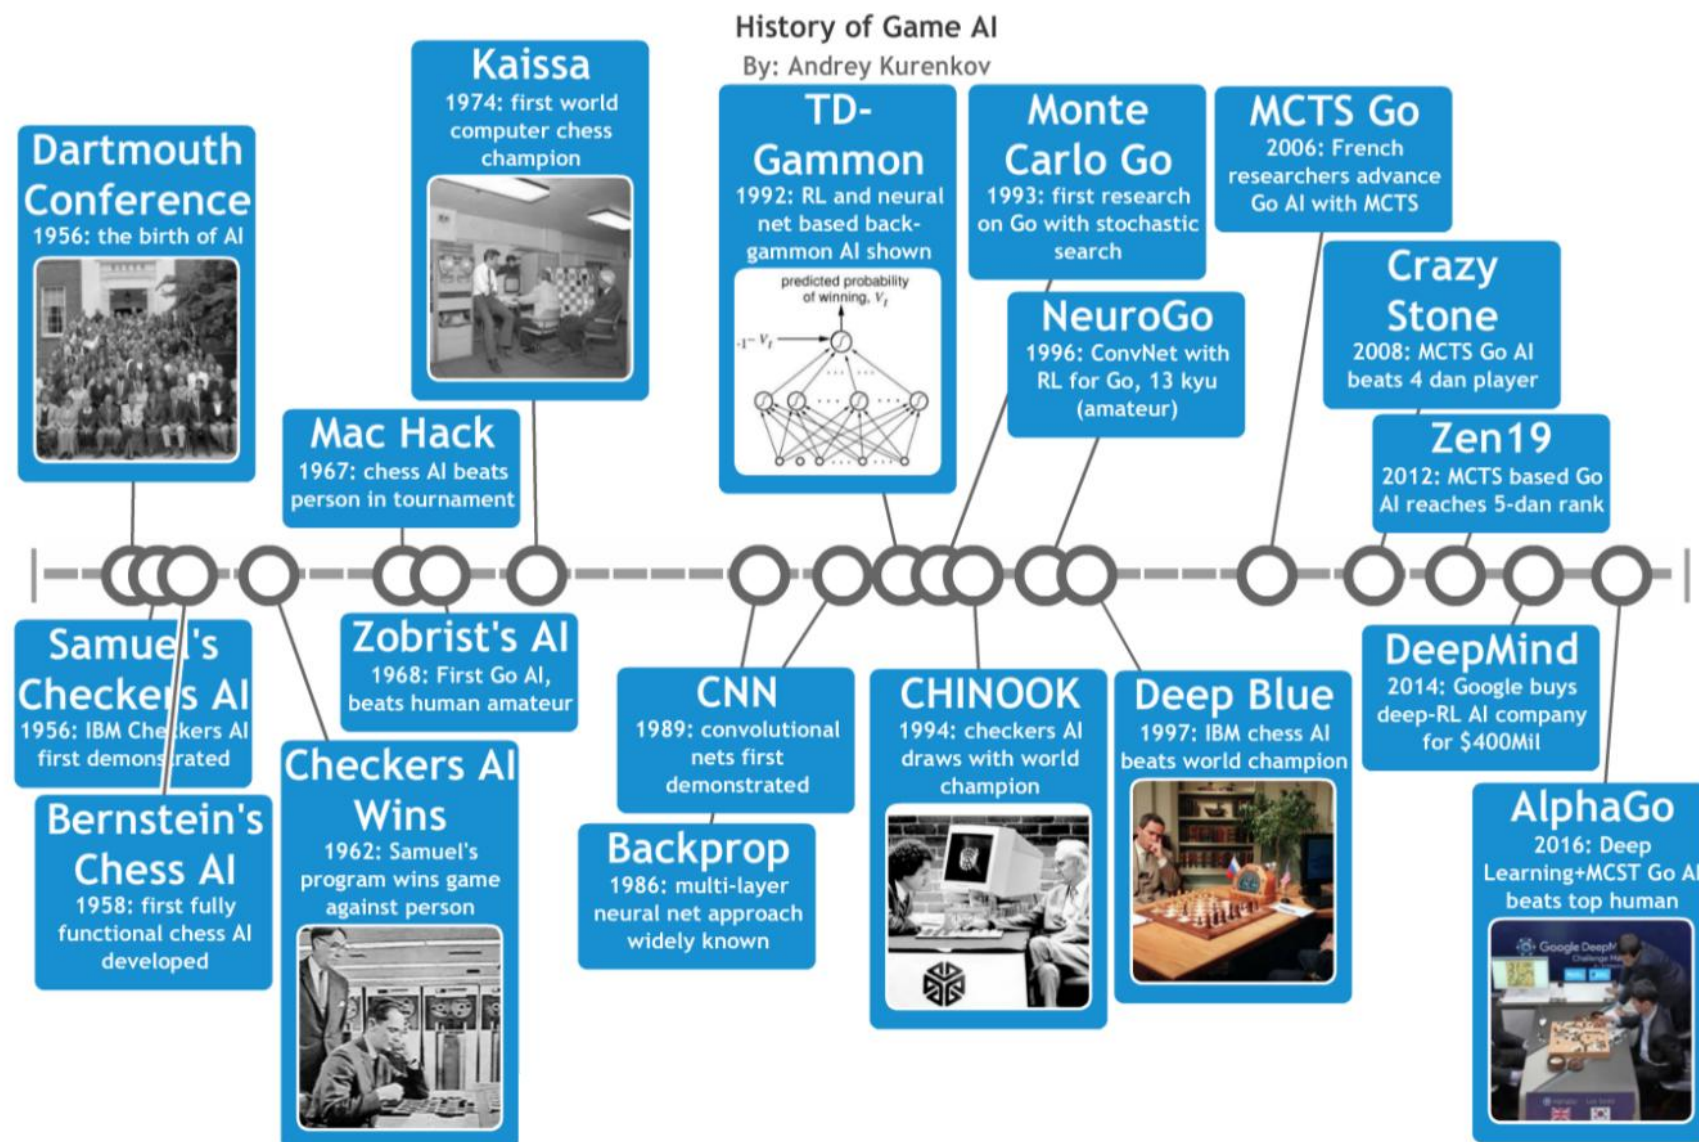 History of Game AI
By: Andrey Kurenkov
Dartmouth
Conference
1956: the birth of AI
Samuel's
Checkers AI
1956: IBM Checkers AI
first demonstrated
Bernstein's
Chess AI
1958: first fully
functional chess AI
developed
Checkers AI
Wins
1962: Samuel's
program wins game
against person
Mac Hack
1967: chess AI beats
person in tournament
Zobrist's AI
1968: First Go AI,
beats human amateur
Kaissa
1974: first world
computer chess
champion
Backprop
1986: multi-layer
neural net approach
widely known
CNN
1989: convolutional
nets first
demonstrated
TD-
Gammon
1992: RL and neural
net based back-
gammon AI shown
predicted probability
of winning, Vt
Monte
Carlo Go
1993: first research
on Go with stochastic
search
CHINOOK
1994: checkers AI
draws with world
champion
NeuroGo
1996: ConvNet with
RL for Go, 13 kyu
(amateur)
Deep Blue
1997: IBM chess AI
beats world champion
MCTS Go
2006: French
researchers advance
Go AI with MCTS
Crazy
Stone
2008: MCTS Go AI
beats 4 dan player
Zen19
2012: MCTS based Go
AI reaches 5-dan rank
DeepMind
2014: Google buys
deep-RL AI company
for $400Mil
AlphaGo
2016: Deep
Learning+MCST Go AI
beats top human
Google DeepM
Challenge